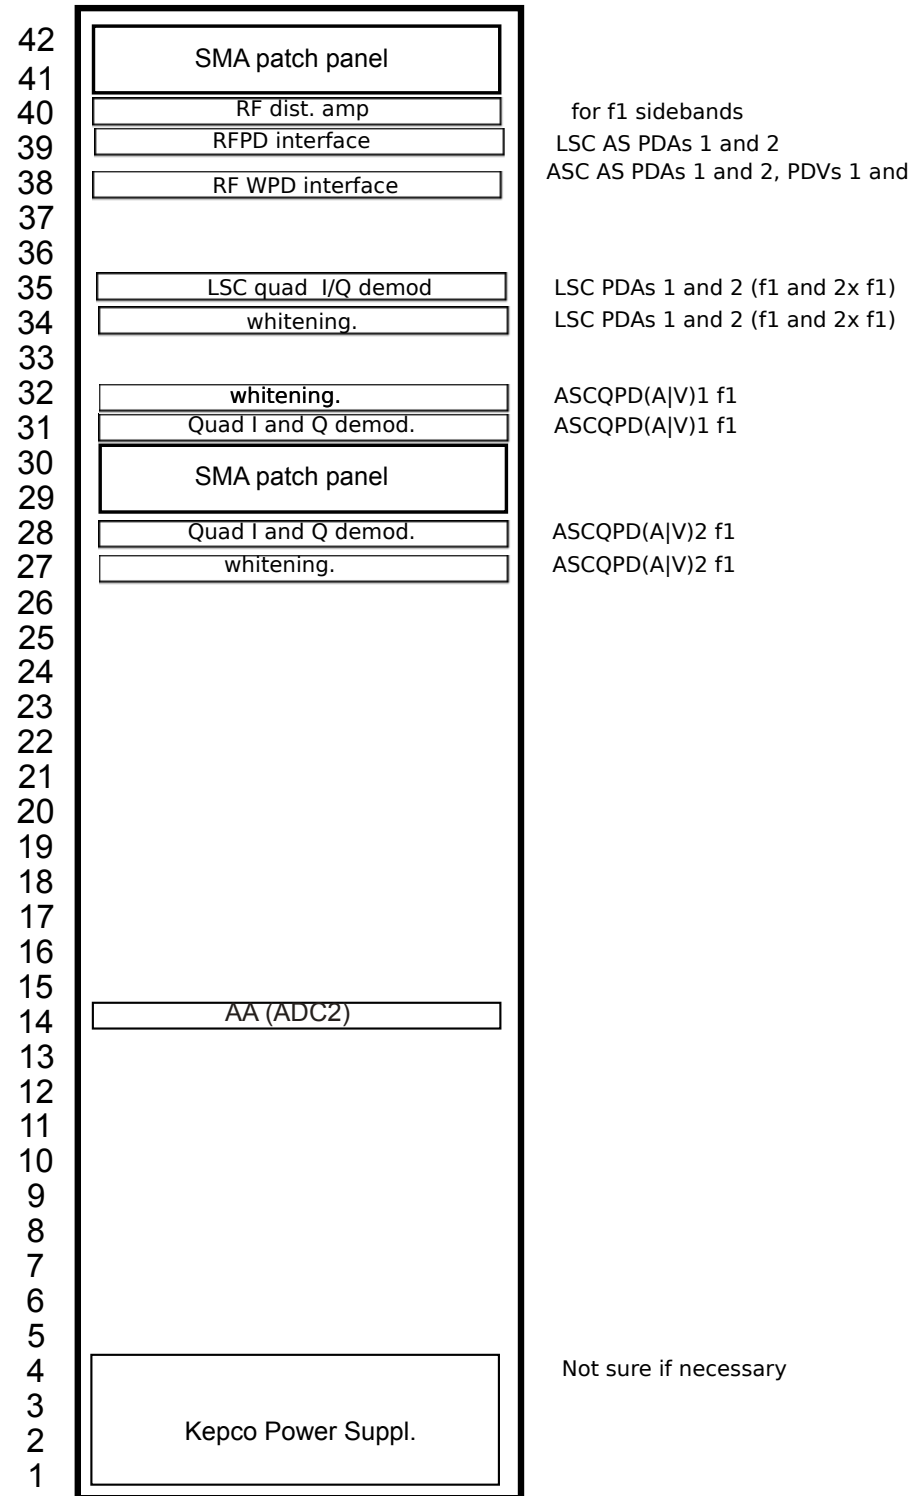 42
SMA patch panel
41
40 RF dist. amp for f1 sidebands
39 RFPD interface LSC AS PDAs 1 and 2
38 RF WPD interface ASC AS PDAs 1 and 2, PDVs 1 and
37
36
35 LSC quad I/Q demod LSC PDAs 1 and 2 (f1 and 2x f1)
34 whitening. LSC PDAs 1 and 2 (f1 and 2x f1)
33
32 whitening. ASCQPD(A|V)1 f1
31 Quad I and Q demod. ASCQPD(A|V)1 f1
30
SMA patch panel
29
28 Quad I and Q demod. ASCQPD(A|V)2 f1
27 whitening. ASCQPD(A|V)2 f1
26
25
24
23
22
21
20
19
18
17
16
15
14 AA (ADC2)
13
12
11
10
9
8
7
6
5
4 Not sure if necessary
3
2 Kepco Power Suppl.
1